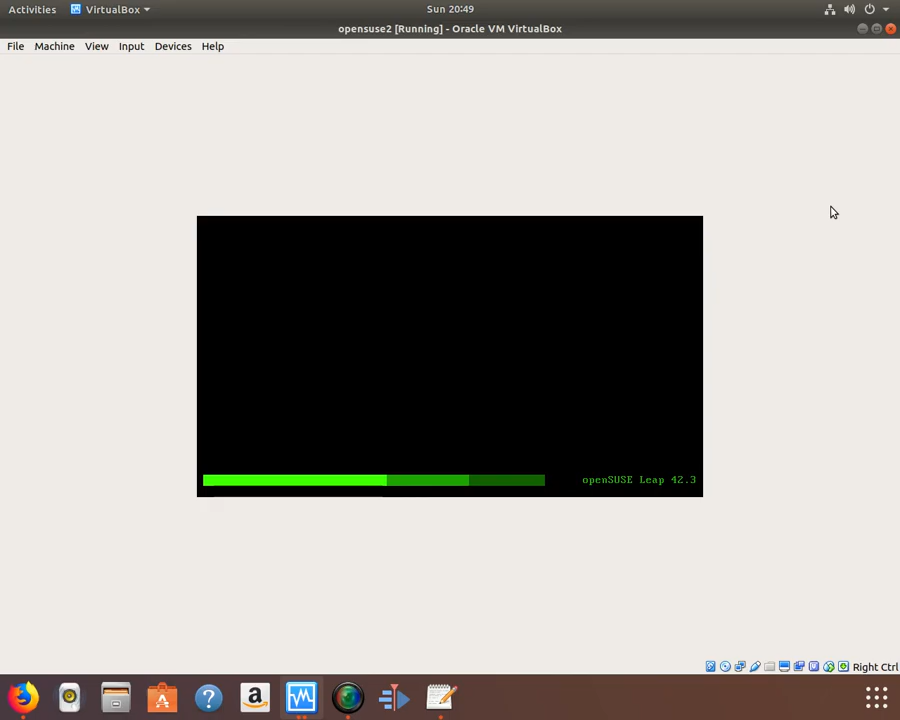 Activities VirtualBox Sun 20:49
opensuse2 [Running] - Oracle VM VirtualBox
File Machine View Input Devices Help
openSUSE Leap 42.3
Right Ctrl